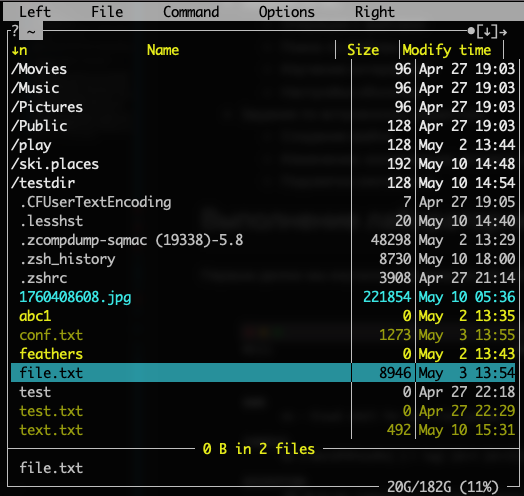 Left File Command Options Right
? ~ [↓]→
↓n Name Size Modify time
/Movies 96 Apr 27 19:03
/Music 96 Apr 27 19:03
/Pictures 96 Apr 27 19:03
/Public 128 Apr 27 19:03
/play 128 May 2 13:44
/ski.places 192 May 10 14:48
/testdir 128 May 10 14:54
.CFUserTextEncoding 7 Apr 27 19:05
.lesshst 20 May 10 14:40
.zcompdump-sqmac (19338)-5.8 48298 May 2 13:29
.zsh_history 8730 May 10 18:00
.zshrc 3908 Apr 27 21:14
1760408608.jpg 221854 May 10 05:36
abc1 0 May 2 13:35
conf.txt 1273 May 3 13:55
feathers 0 May 2 13:43
file.txt 8946 May 3 13:54
test 0 Apr 27 22:18
test.txt 0 Apr 27 22:29
text.txt 492 May 10 15:31
0 B in 2 files
file.txt
20G/182G (11%)